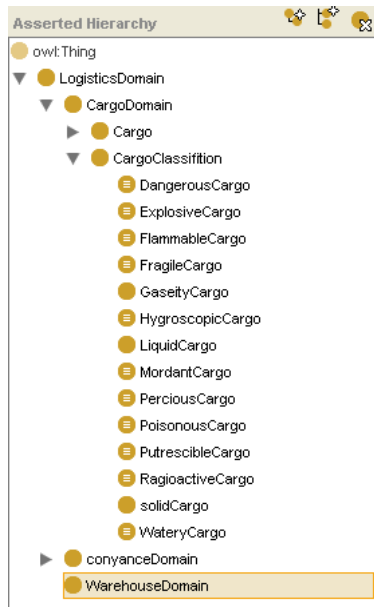 Asserted Hierarchy
owl:Thing
LogisticsDomain
CargoDomain
Cargo
CargoClassifition
DangerousCargo
ExplosiveCargo
FlammableCargo
FragileCargo
GaseityCargo
HygroscopicCargo
LiquidCargo
MordantCargo
PerciousCargo
PoisonousCargo
PutrescibleCargo
RagioactiveCargo
solidCargo
WateryCargo
conyanceDomain
WarehouseDomain